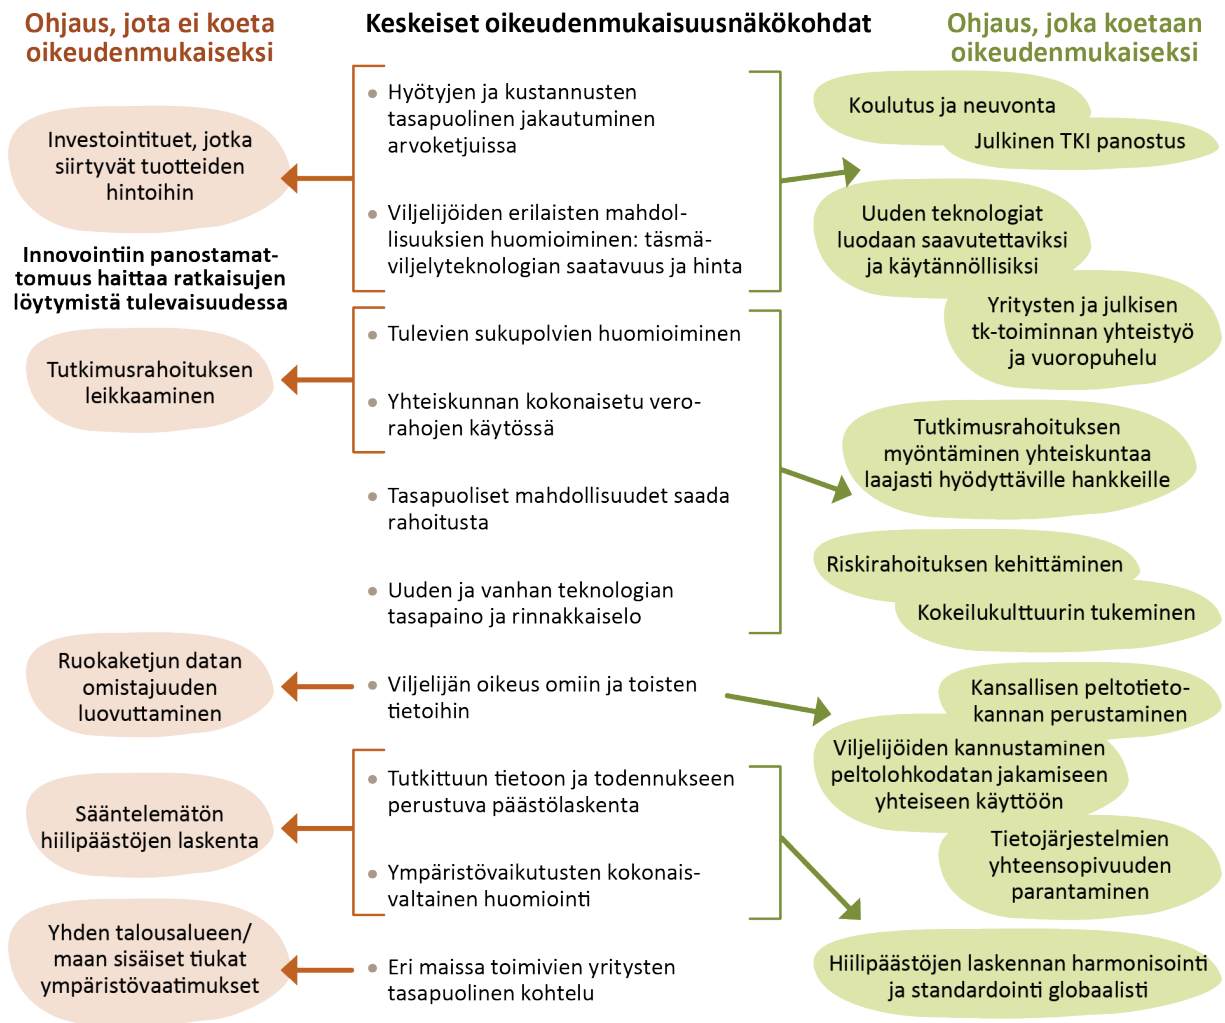 Ohjaus, jota ei koeta
oikeudenmukaiseksi
Investointituet, jotka
siirtyvät tuotteiden
hintoihin
Innovointiin panostamat-
tomuus haittaa ratkaisujen
löytymistä tulevaisuudessa
Tutkimusrahoituksen
leikkaaminen
Ruokaketjun datan
omistajuuden
luovuttaminen
Sääntelemätön
hiilipäästöjen laskenta
Yhden talousalueen/
maan sisäiset tiukat
ympäristövaatimukset
Keskeiset oikeudenmukaisuusnäkökohdat
Hyötyjen ja kustannusten
tasapuolinen jakautuminen
arvoketjuissa
Viljelijöiden erilaisten mahdol-
lisuuksien huomioiminen: täsmä-
viljelyteknologian saatavuus ja hinta
Tulevien sukupolvien huomioiminen
Yhteiskunnan kokonaisetu vero-
rahojen käytössä
Tasapuoliset mahdollisuudet saada
rahoitusta
Uuden ja vanhan teknologian
tasapaino ja rinnakkaiselo
Viljelijän oikeus omiin ja toisten
tietoihin
Tutkittuun tietoon ja todennukseen
perustuva päästölaskenta
Ympäristövaikutusten kokonais-
valtainen huomiointi
Eri maissa toimivien yritysten
tasapuolinen kohtelu
Ohjaus, joka koetaan
oikeudenmukaiseksi
Koulutus ja neuvonta
Julkinen TKI panostus
Uuden teknologiat
luodaan saavutettaviksi
ja käytännöllisiksi
Yritysten ja julkisen
tk-toiminnan yhteistyö
ja vuoropuhelu
Tutkimusrahoituksen
myöntäminen yhteiskuntaa
laajasti hyödyttäville hankkeille
Riskirahoituksen kehittäminen
Kokeilukulttuurin tukeminen
Kansallisen peltotieto-
kannan perustaminen
Viljelijöiden kannustaminen
peltolohkodatan jakamiseen
yhteiseen käyttöön
Tietojärjestelmien
yhteensopivuuden
parantaminen
Hiilipäästöjen laskennan harmonisointi
ja standardointi globaalisti